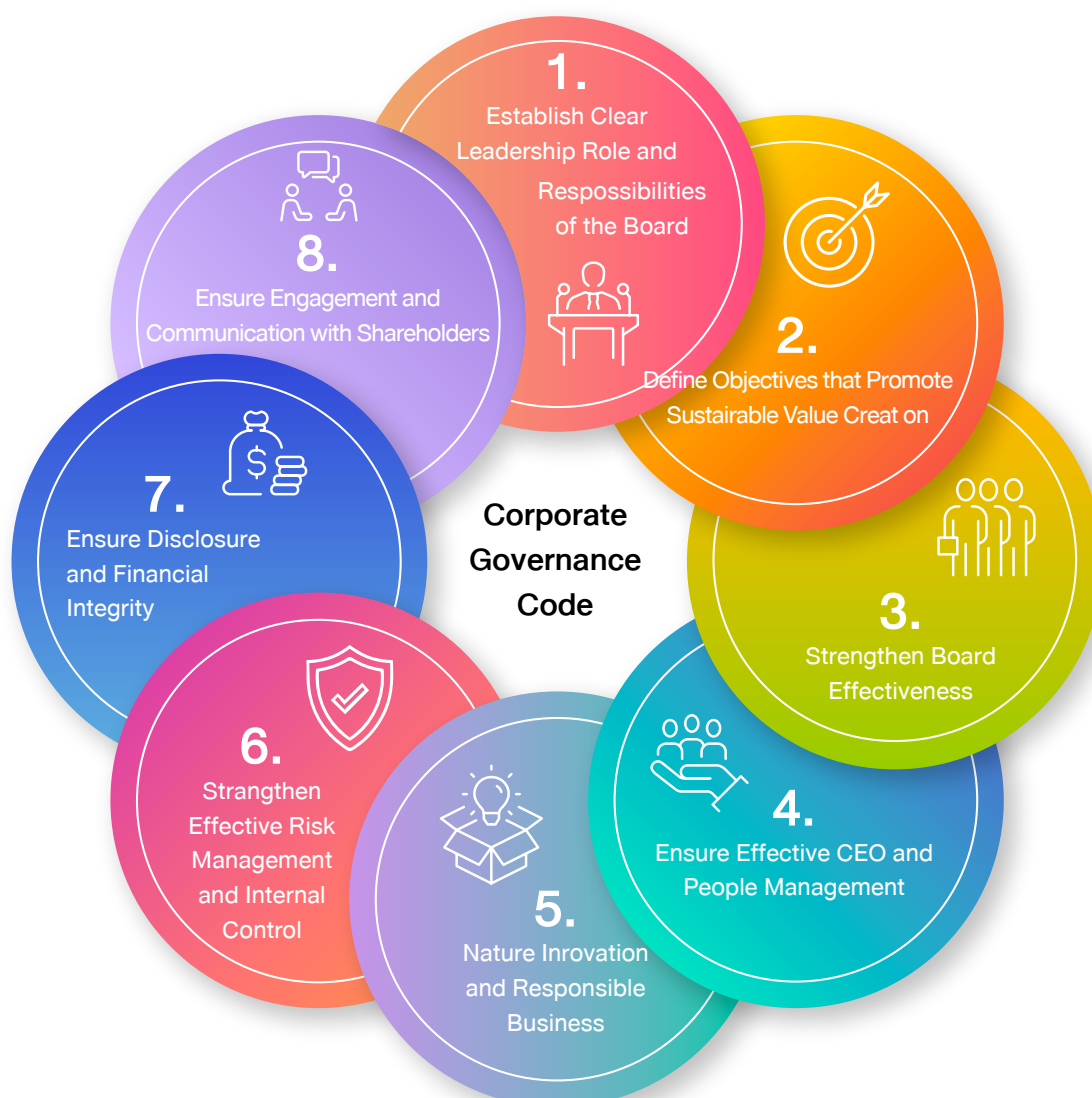 1.
Establish Clear
Leadership Role and
Respossibilities
of the Board
2.
Define Objectives that Promote
Sustairable Value Creat on
3.
Strengthen Board
Effectiveness
4.
Ensure Effective CEO and
People Management
5.
Nature Inrovation
and Responsible
Business
6.
Strangthen
Effective Risk
Management
and Internal
Control
7.
Ensure Disclosure
and Financial
Integrity
8.
Ensure Engagement and
Communication with Shareholders
Corporate
Governance
Code
$